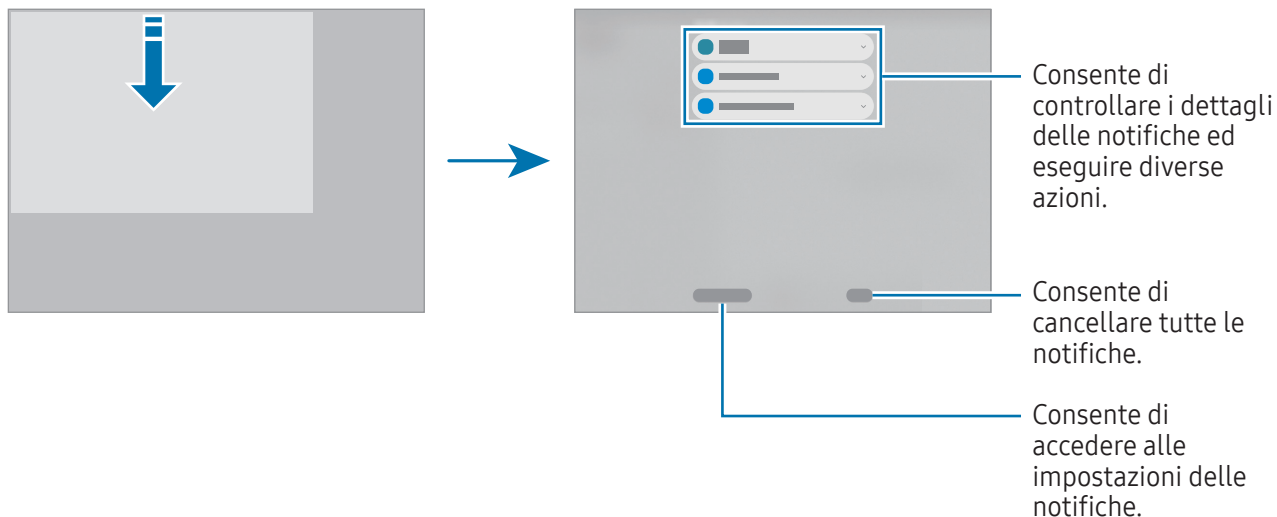 Consente di
controllare i dettagli
delle notifiche ed
eseguire diverse
azioni.
Consente di
cancellare tutte le
notifiche.
Consente di
accedere alle
impostazioni delle
notifiche.